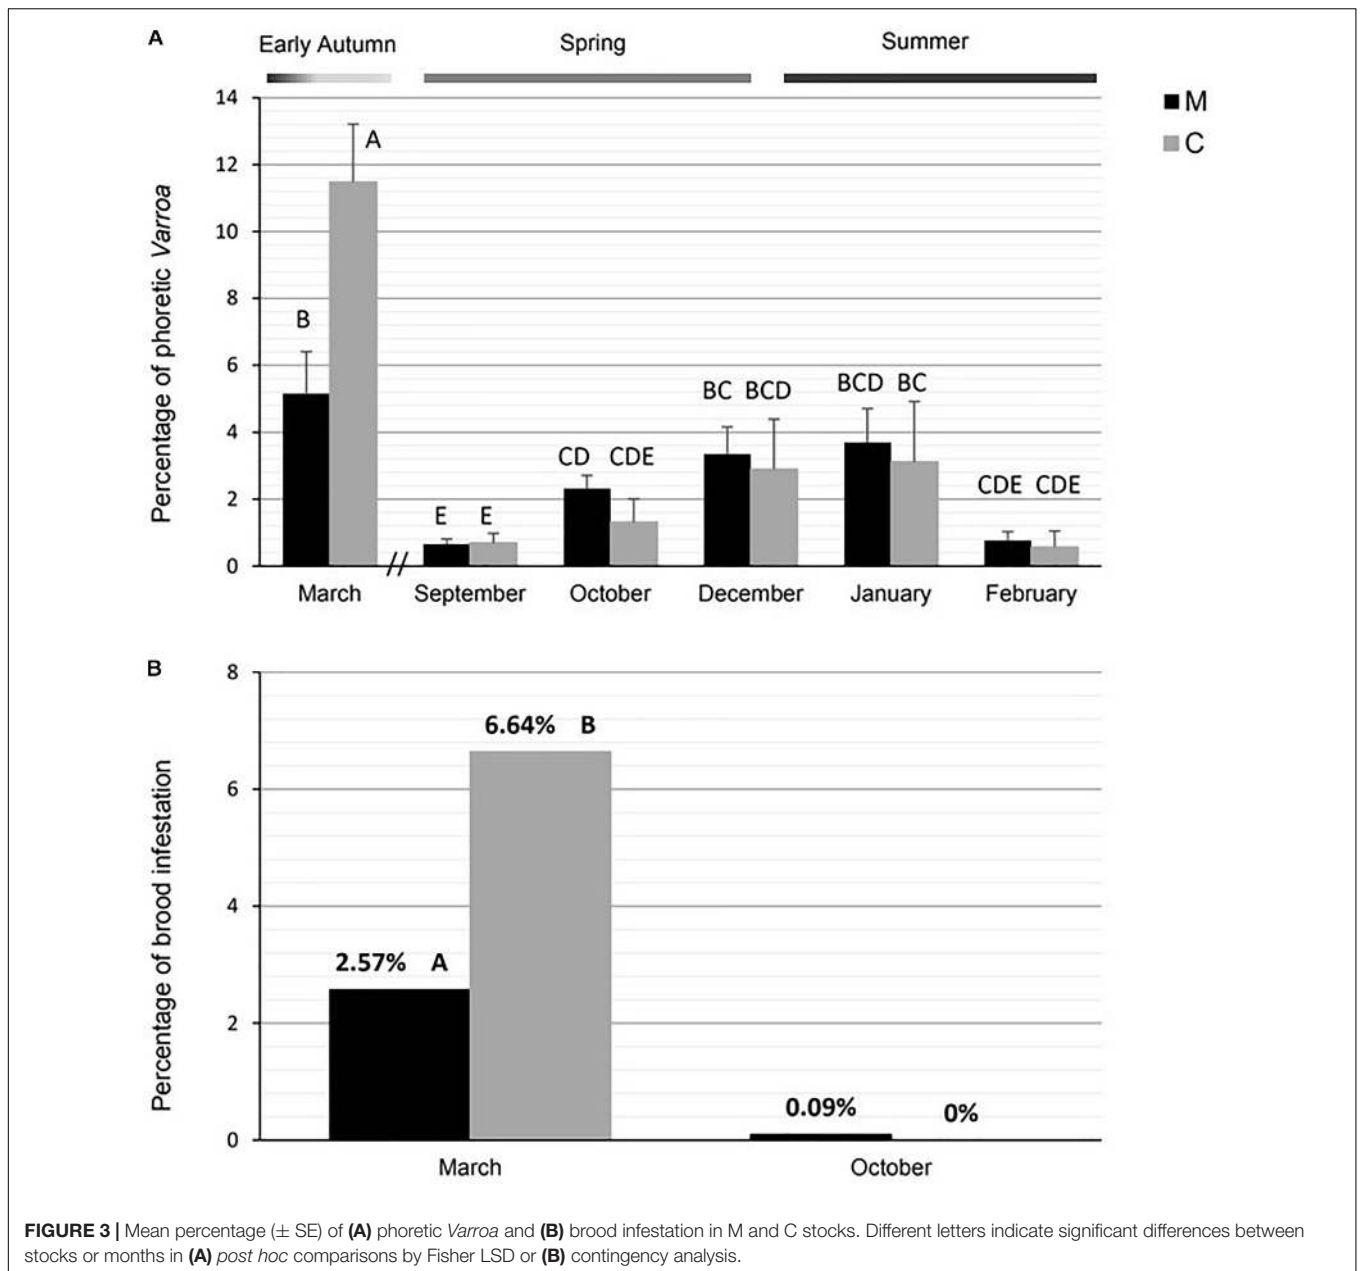 A
Early Autumn Spring Summer
14
12
10
8
6
4
2
0
Percentage of phoretic Varroa
M
C
B A
E E
CD CDE
BC BCD
BCD BC
CDE CDE
March // September October December January February
B
8
6
4
2
0
Percentage of brood infestation
6.64% B
2.57% A
0.09% 0%
March October
FIGURE 3 | Mean percentage (± SE) of (A) phoretic Varroa and (B) brood infestation in M and C stocks. Different letters indicate significant differences between
stocks or months in (A) post hoc comparisons by Fisher LSD or (B) contingency analysis.